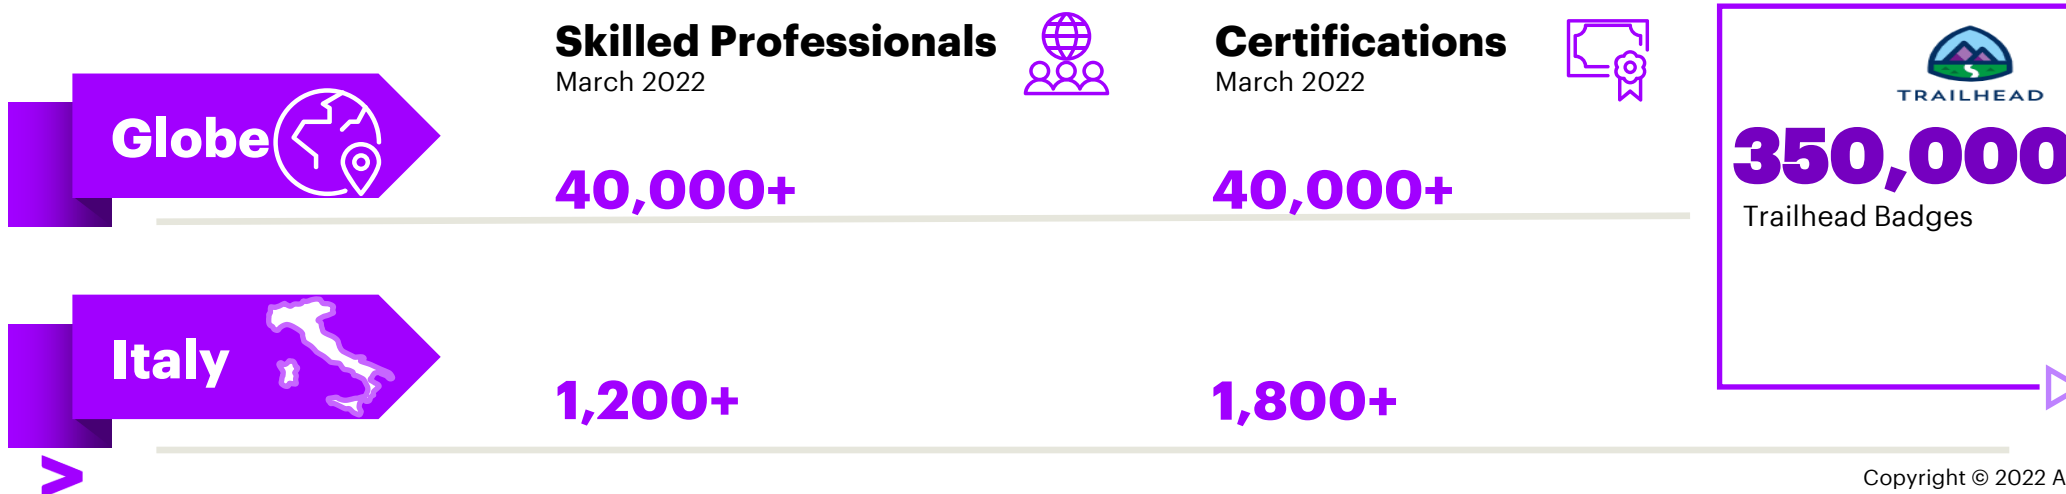 Skilled Professionals
March 2022
Certifications
March 2022
TRAILHEAD
Globe
40,000+
40,000+
350,000
Trailhead Badges
Italy
1,200+
1,800+
>
Copyright © 2022 A